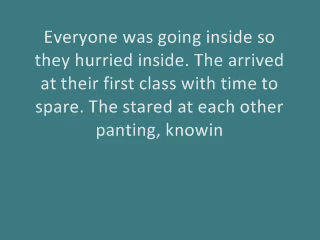 Everyone was going inside so
they hurried inside. The arrived
at their first class with time to
spare. The stared at each other
panting, knowin